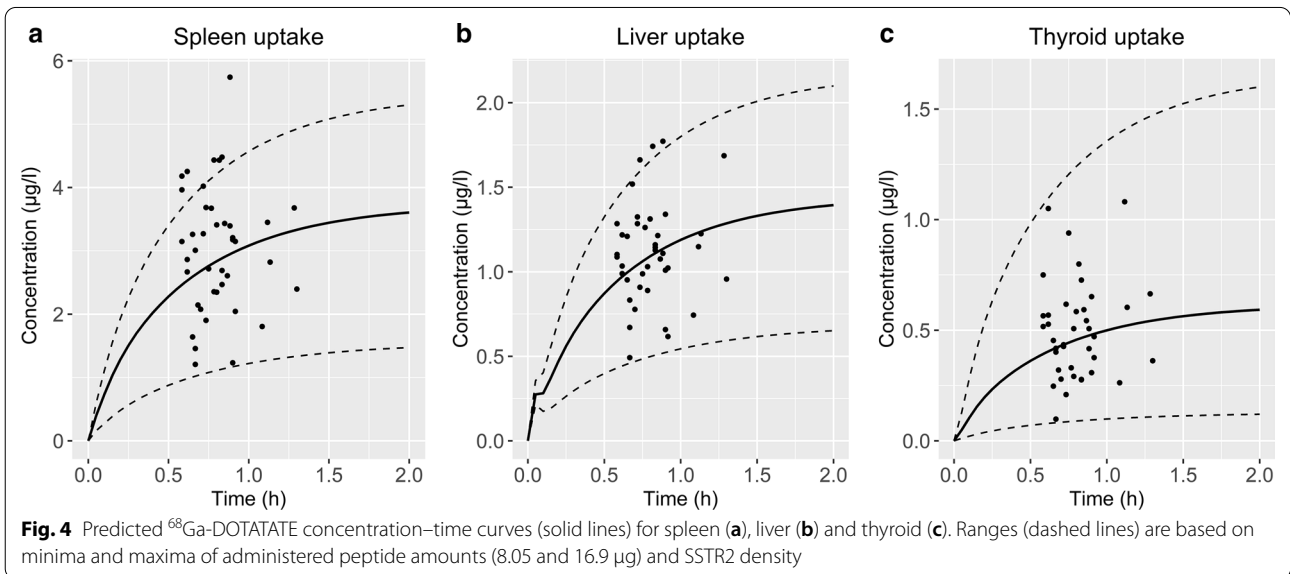 a Spleen uptake
Concentration (µg/l)
6
4
2
0
0.0 0.5 1.0 1.5 2.0
Time (h)
b Liver uptake
Concentration (µg/l)
2.0
1.5
1.0
0.5
0.0
0.0 0.5 1.0 1.5 2.0
Time (h)
c Thyroid uptake
Concentration (µg/l)
1.5
1.0
0.5
0.0
0.0 0.5 1.0 1.5 2.0
Time (h)
Fig. 4 Predicted ⁶⁸Ga-DOTATATE concentration–time curves (solid lines) for spleen (a), liver (b) and thyroid (c). Ranges (dashed lines) are based on
minima and maxima of administered peptide amounts (8.05 and 16.9 µg) and SSTR2 density